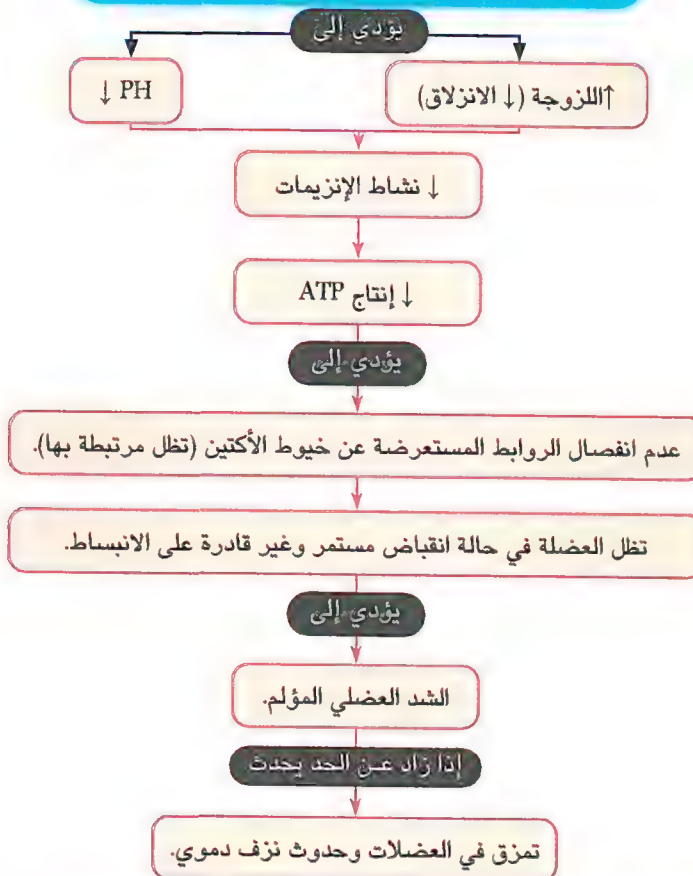 يؤدي إلى
↑اللزوجة (↓ الانزلاق)
↓ PH
↓ نشاط الإنزيمات
↓ إنتاج ATP
يؤدي إلى
عدم انفصال الروابط المستعرضة عن خيوط الأكتين (تظل مرتبطة بها).
تظل العضلة في حالة انقباض مستمر وغير قادرة على الانبساط.
يؤدي إلى
الشد العضلي المؤلم.
إذا زاد عن الحد يحدث
تمزق في العضلات وحدوث نزف دموي.